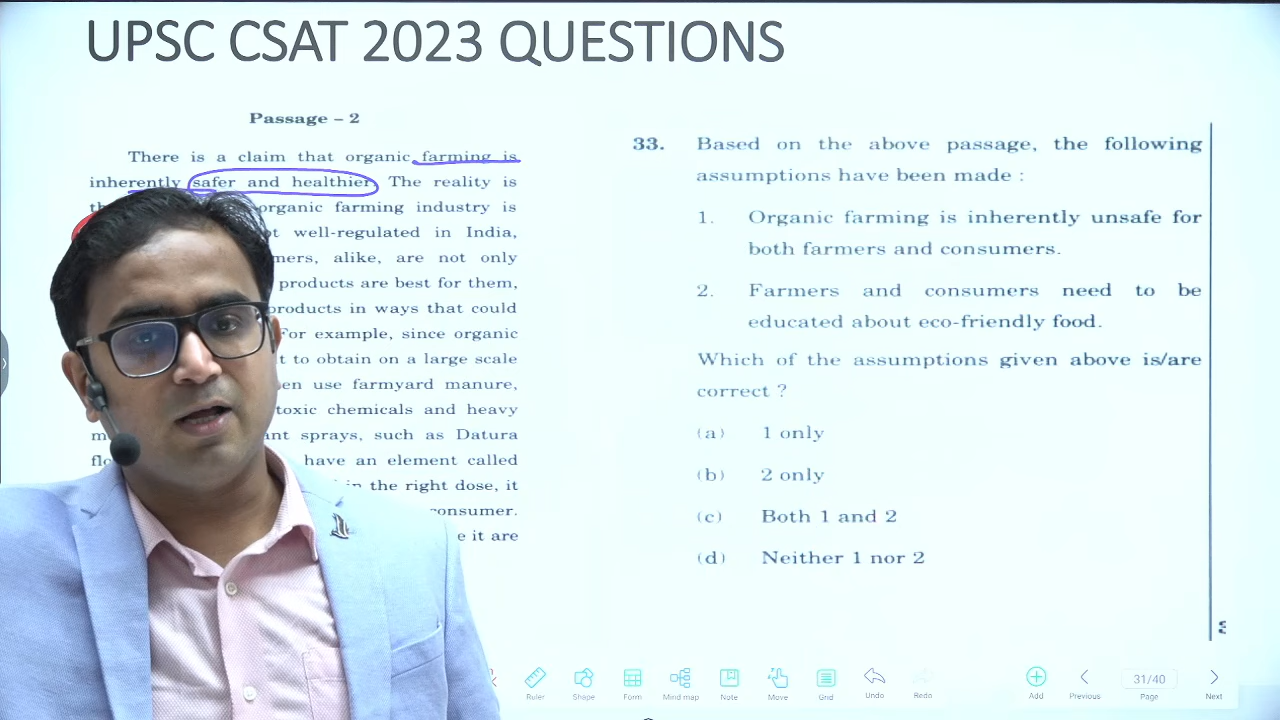 UPSC CSAT 2023 QUESTIONS
Passage – 2
There is a claim that organic farming is
inherently safer and healthier. The reality is
organic farming industry is
well-regulated in India,
alike, are not only
products are best for them,
products in ways that could
For example, since organic
to obtain on a large scale
use farmyard manure,
toxic chemicals and heavy
sprays, such as Datura
have an element called
in the right dose, it
consumer.
it are
33. Based on the above passage, the following
assumptions have been made :
1. Organic farming is inherently unsafe for
both farmers and consumers.
2. Farmers and consumers need to be
educated about eco-friendly food.
Which of the assumptions given above is/are
correct ?
(a) 1 only
(b) 2 only
(c) Both 1 and 2
(d) Neither 1 nor 2
Ruler Shape Form Mind map Note Move Grid Undo Redo Add Previous 31/40 Page Next